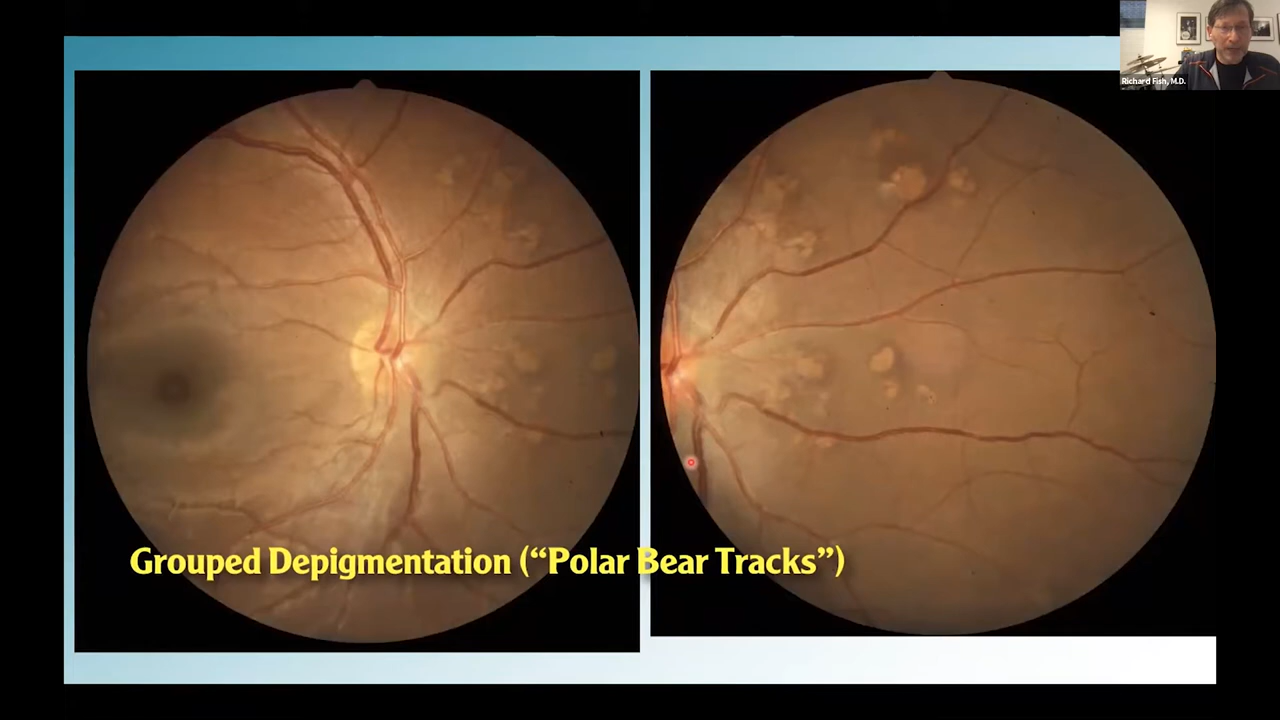 Richard Fish, M.D.
Grouped Depigmentation (“Polar Bear Tracks”)